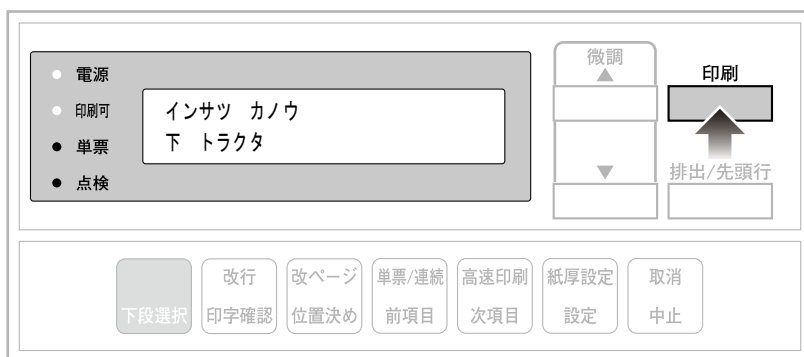 電源
印刷可
単票
点検
インサツ カノウ
下 トラクタ
微調
▲
▼
印刷
排出/先頭行
下段選択
改行
印字確認
改ページ
位置決め
単票/連続
前項目
高速印刷
次項目
紙厚設定
設定
取消
中止